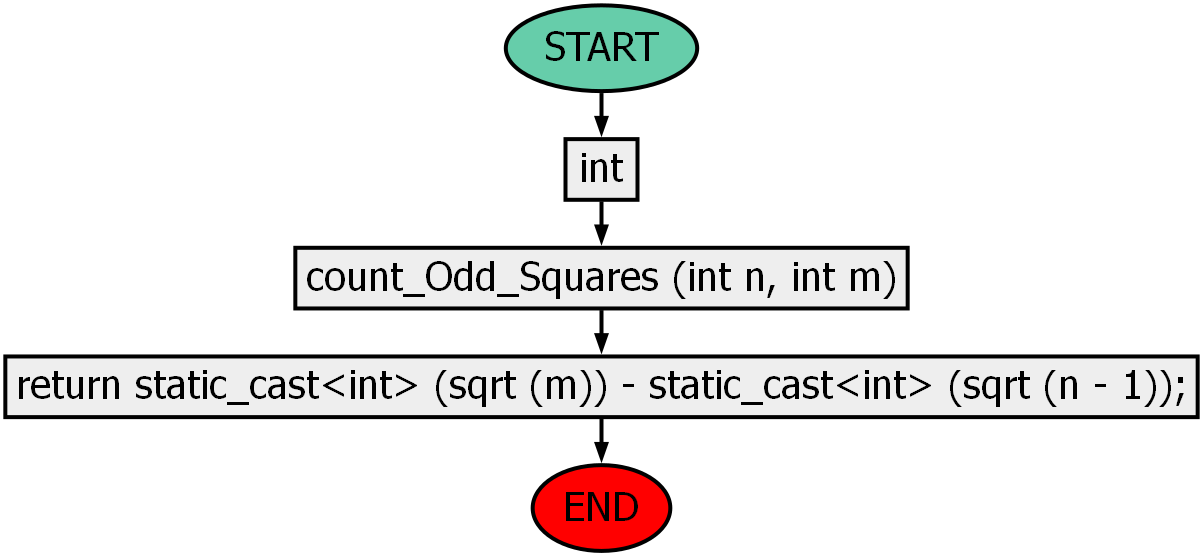 START
int
count_Odd_Squares (int n, int m)
return static_cast<int> (sqrt (m)) - static_cast<int> (sqrt (n - 1));
END